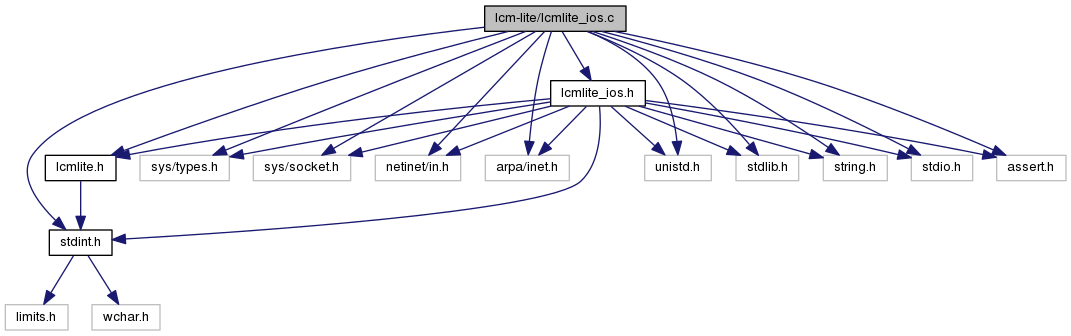 lcm-lite/lcmlite_ios.c
lcmlite_ios.h
lcmlite.h
sys/types.h
sys/socket.h
netinet/in.h
arpa/inet.h
unistd.h
stdlib.h
string.h
stdio.h
assert.h
stdint.h
limits.h
wchar.h